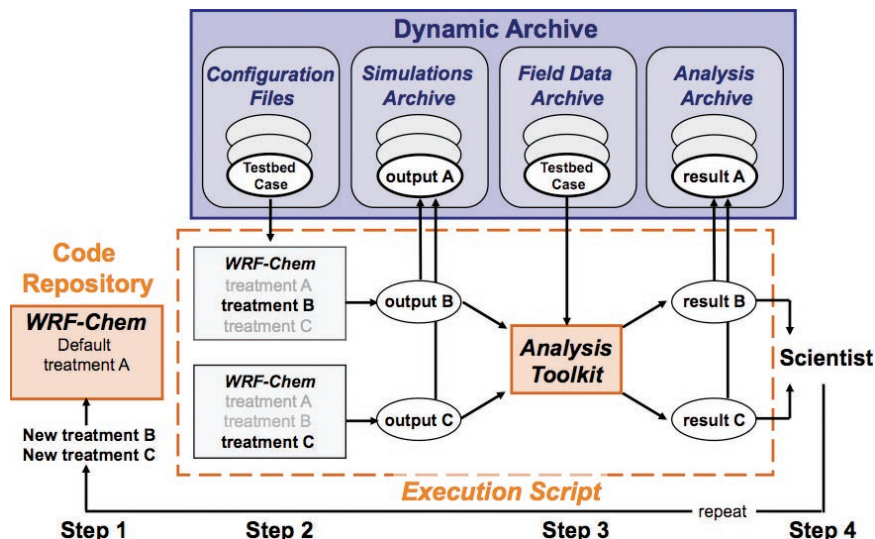 Dynamic Archive
Configuration
Files
Testbed
Case
Simulations
Archive
output A
Field Data
Archive
Testbed
Case
Analysis
Archive
result A
Code
Repository
WRF-Chem
Default
treatment A
New treatment B
New treatment C
WRF-Chem
treatment A
treatment B
treatment C
output B
WRF-Chem
treatment A
treatment B
treatment C
output C
Analysis
Toolkit
result B
result C
Scientist
Execution Script
repeat
Step 1
Step 2
Step 3
Step 4